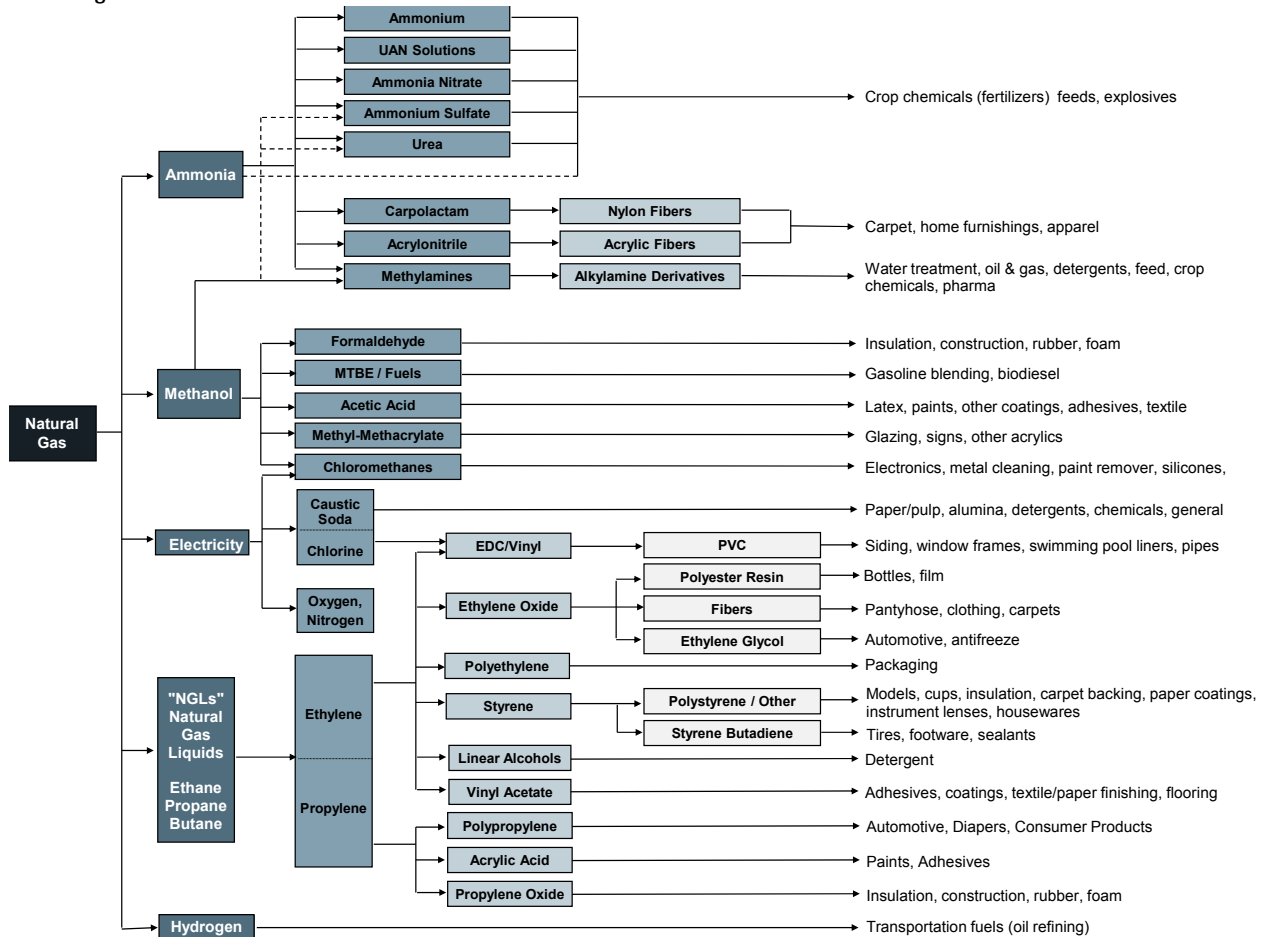 Ammonium
UAN Solutions
Ammonia Nitrate
Crop chemicals (fertilizers) feeds, explosives
Ammonium Sulfate
Urea
Ammonia
Carpolactam
Nylon Fibers
Carpet, home furnishings, apparel
Acrylonitrile
Acrylic Fibers
Methylamines
Alkylamine Derivatives
Water treatment, oil & gas, detergents, feed, crop
chemicals, pharma
Formaldehyde
Insulation, construction, rubber, foam
MTBE / Fuels
Gasoline blending, biodiesel
Methanol
Acetic Acid
Latex, paints, other coatings, adhesives, textile
Natural
Gas
Methyl-Methacrylate
Glazing, signs, other acrylics
Chloromethanes
Electronics, metal cleaning, paint remover, silicones,
Caustic
Soda
Paper/pulp, alumina, detergents, chemicals, general
Electricity
Chlorine
EDC/Vinyl
PVC
Siding, window frames, swimming pool liners, pipes
Polyester Resin
Bottles, film
Oxygen,
Nitrogen
Ethylene Oxide
Fibers
Pantyhose, clothing, carpets
Ethylene Glycol
Automotive, antifreeze
Polyethylene
Packaging
"NGLs"
Natural
Gas
Liquids
Ethane
Propane
Butane
Ethylene
Styrene
Polystyrene / Other
Models, cups, insulation, carpet backing, paper coatings,
instrument lenses, housewares
Styrene Butadiene
Tires, footware, sealants
Linear Alcohols
Detergent
Propylene
Vinyl Acetate
Adhesives, coatings, textile/paper finishing, flooring
Polypropylene
Automotive, Diapers, Consumer Products
Acrylic Acid
Paints, Adhesives
Propylene Oxide
Insulation, construction, rubber, foam
Hydrogen
Transportation fuels (oil refining)